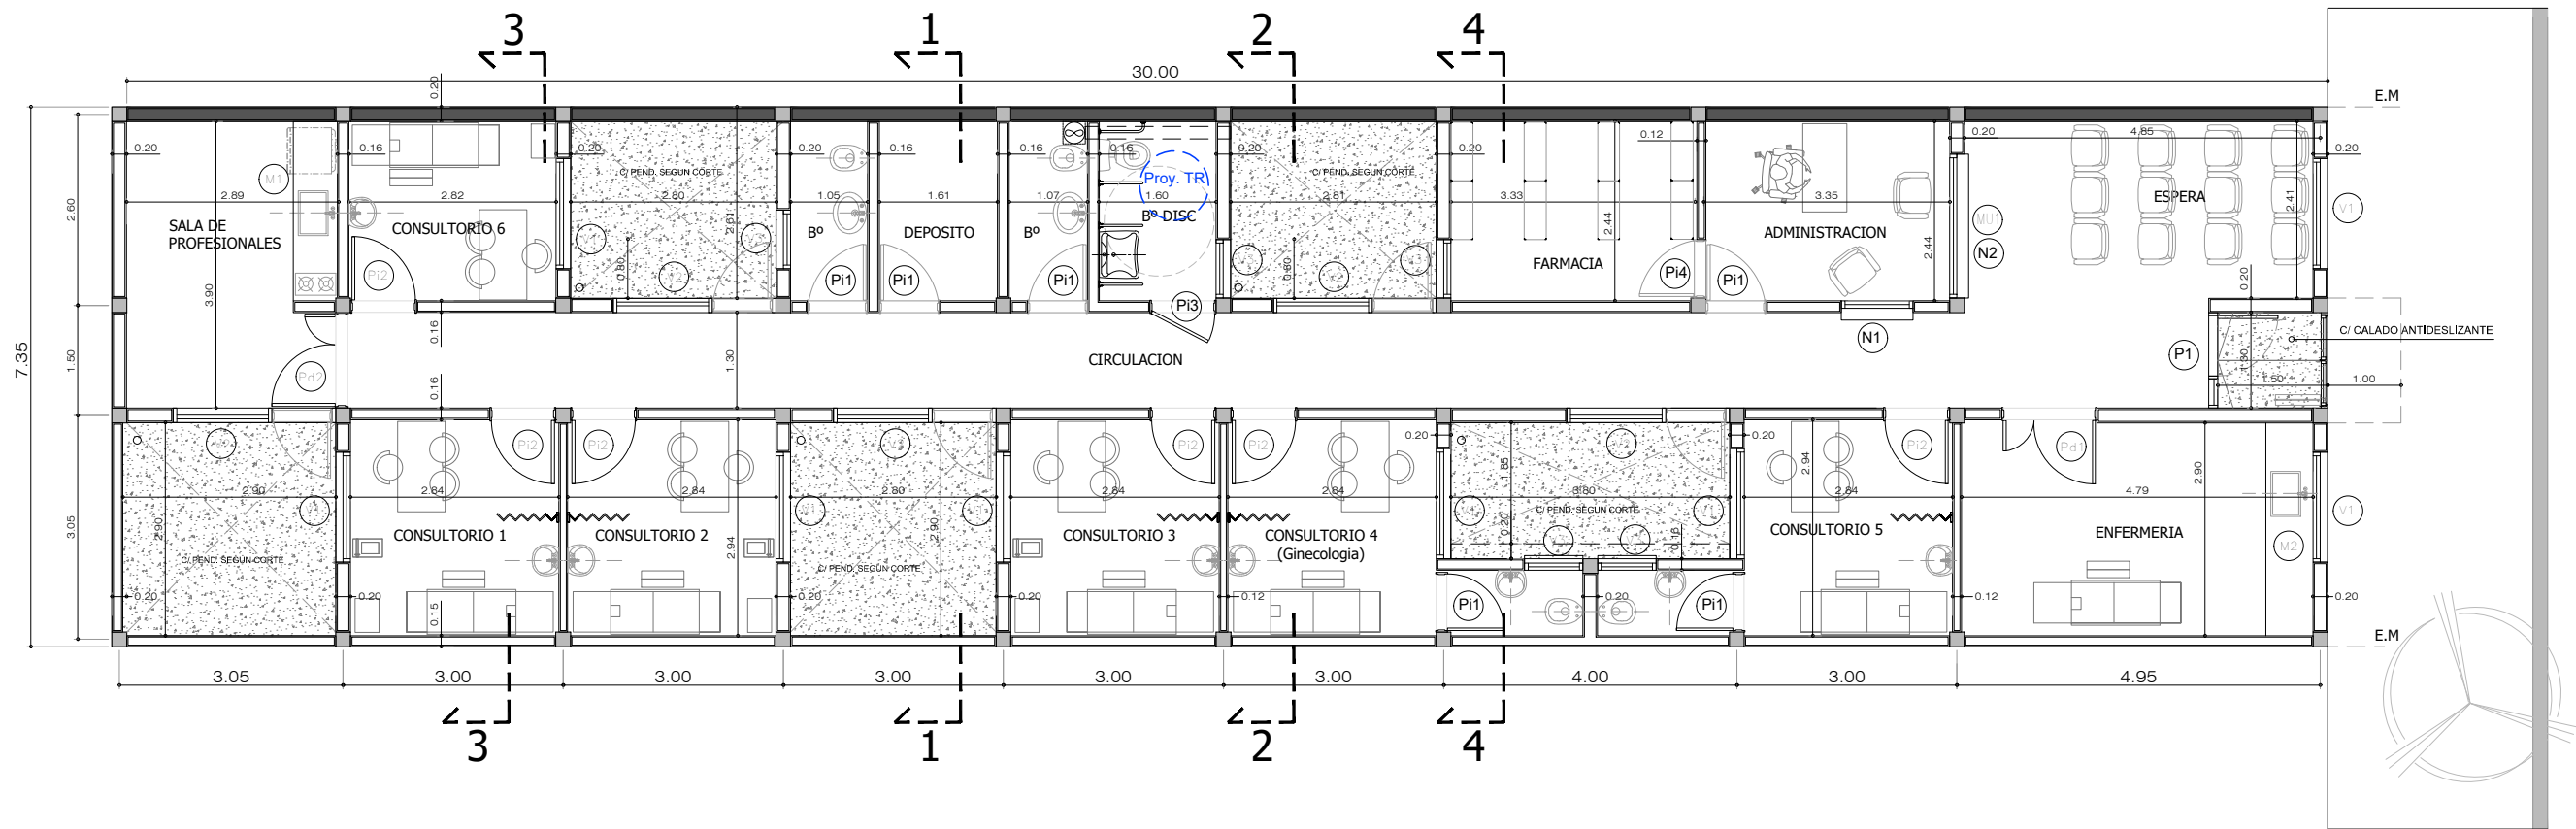 3
1
2
4
30.00
0.20
E.M
0.20
0.16
0.20
0.20
0.16
0.16
0.16
0.20
0.20
0.12
0.20
4.85
0.20
M1
C/ PEND. SEGUN CORTE
C/ PEND. SEGUN CORTE
Proy. TR
2.60
2.89
2.82
2.80
2.61
1.05
1.61
1.07
1.60
2.81
3.33
2.44
3.35
2.44
2.41
ESPERA
V1
SALA DE
PROFESIONALES
CONSULTORIO 6
Bº
DEPOSITO
Bº
Bº DISC
FARMACIA
ADMINISTRACION
MU1
N2
Pi2
0.80
Pi1
Pi1
Pi1
Pi3
0.80
Pi4
Pi1
0.20
7.35
3.90
1.50
0.16
0.16
1.30
CIRCULACION
N1
P1
1.30
1.50
1.00
C/ CALADO ANTIDESLIZANTE
Pd2
Pi2
Pi2
Pi2
Pi2
0.20
0.20
Pi2
Pd1
3.05
2.90
2.90
2.84
2.84
2.94
2.80
2.90
2.84
2.84
1.85
3.80
2.94
2.84
4.79
2.90
V1
CONSULTORIO 1
CONSULTORIO 2
CONSULTORIO 3
CONSULTORIO 4
(Ginecologia)
C/ PEND. SEGUN CORTE
0.20
0.16
CONSULTORIO 5
ENFERMERIA
M2
C/ PEND. SEGUN CORTE
C/ PEND. SEGUN CORTE
0.20
0.20
0.15
0.20
0.20
0.12
Pi1
0.20
Pi1
0.12
0.20
E.M
3.05
3.00
3.00
3.00
3.00
3.00
4.00
3.00
4.95
3
1
2
4